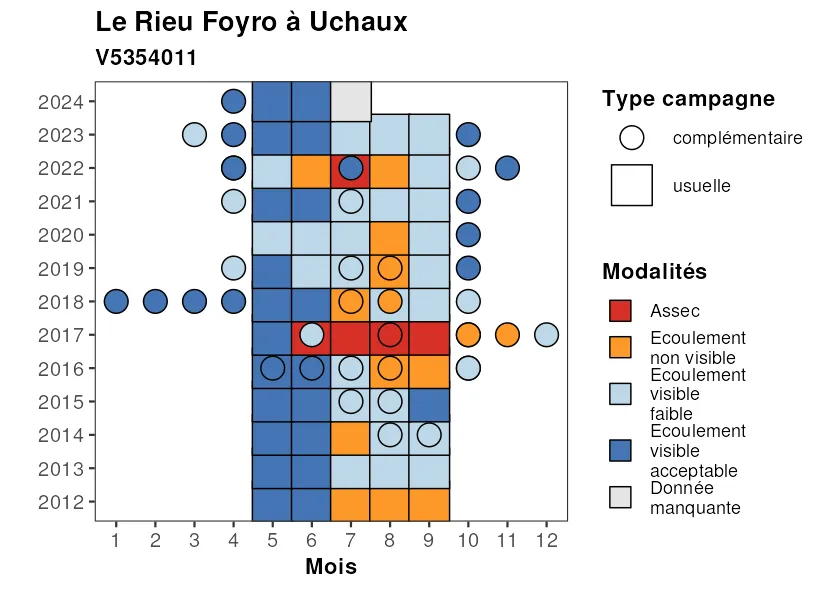 Le Rieu Foyro à Uchaux
V5354011
2024
2023
2022
2021
2020
2019
2018
2017
2016
2015
2014
2013
2012
1 2 3 4 5 6 7 8 9 10 11 12
Mois
Type campagne
complémentaire
usuelle
Modalités
Assec
Ecoulement
non visible
Ecoulement
visible
faible
Ecoulement
visible
acceptable
Donnée
manquante